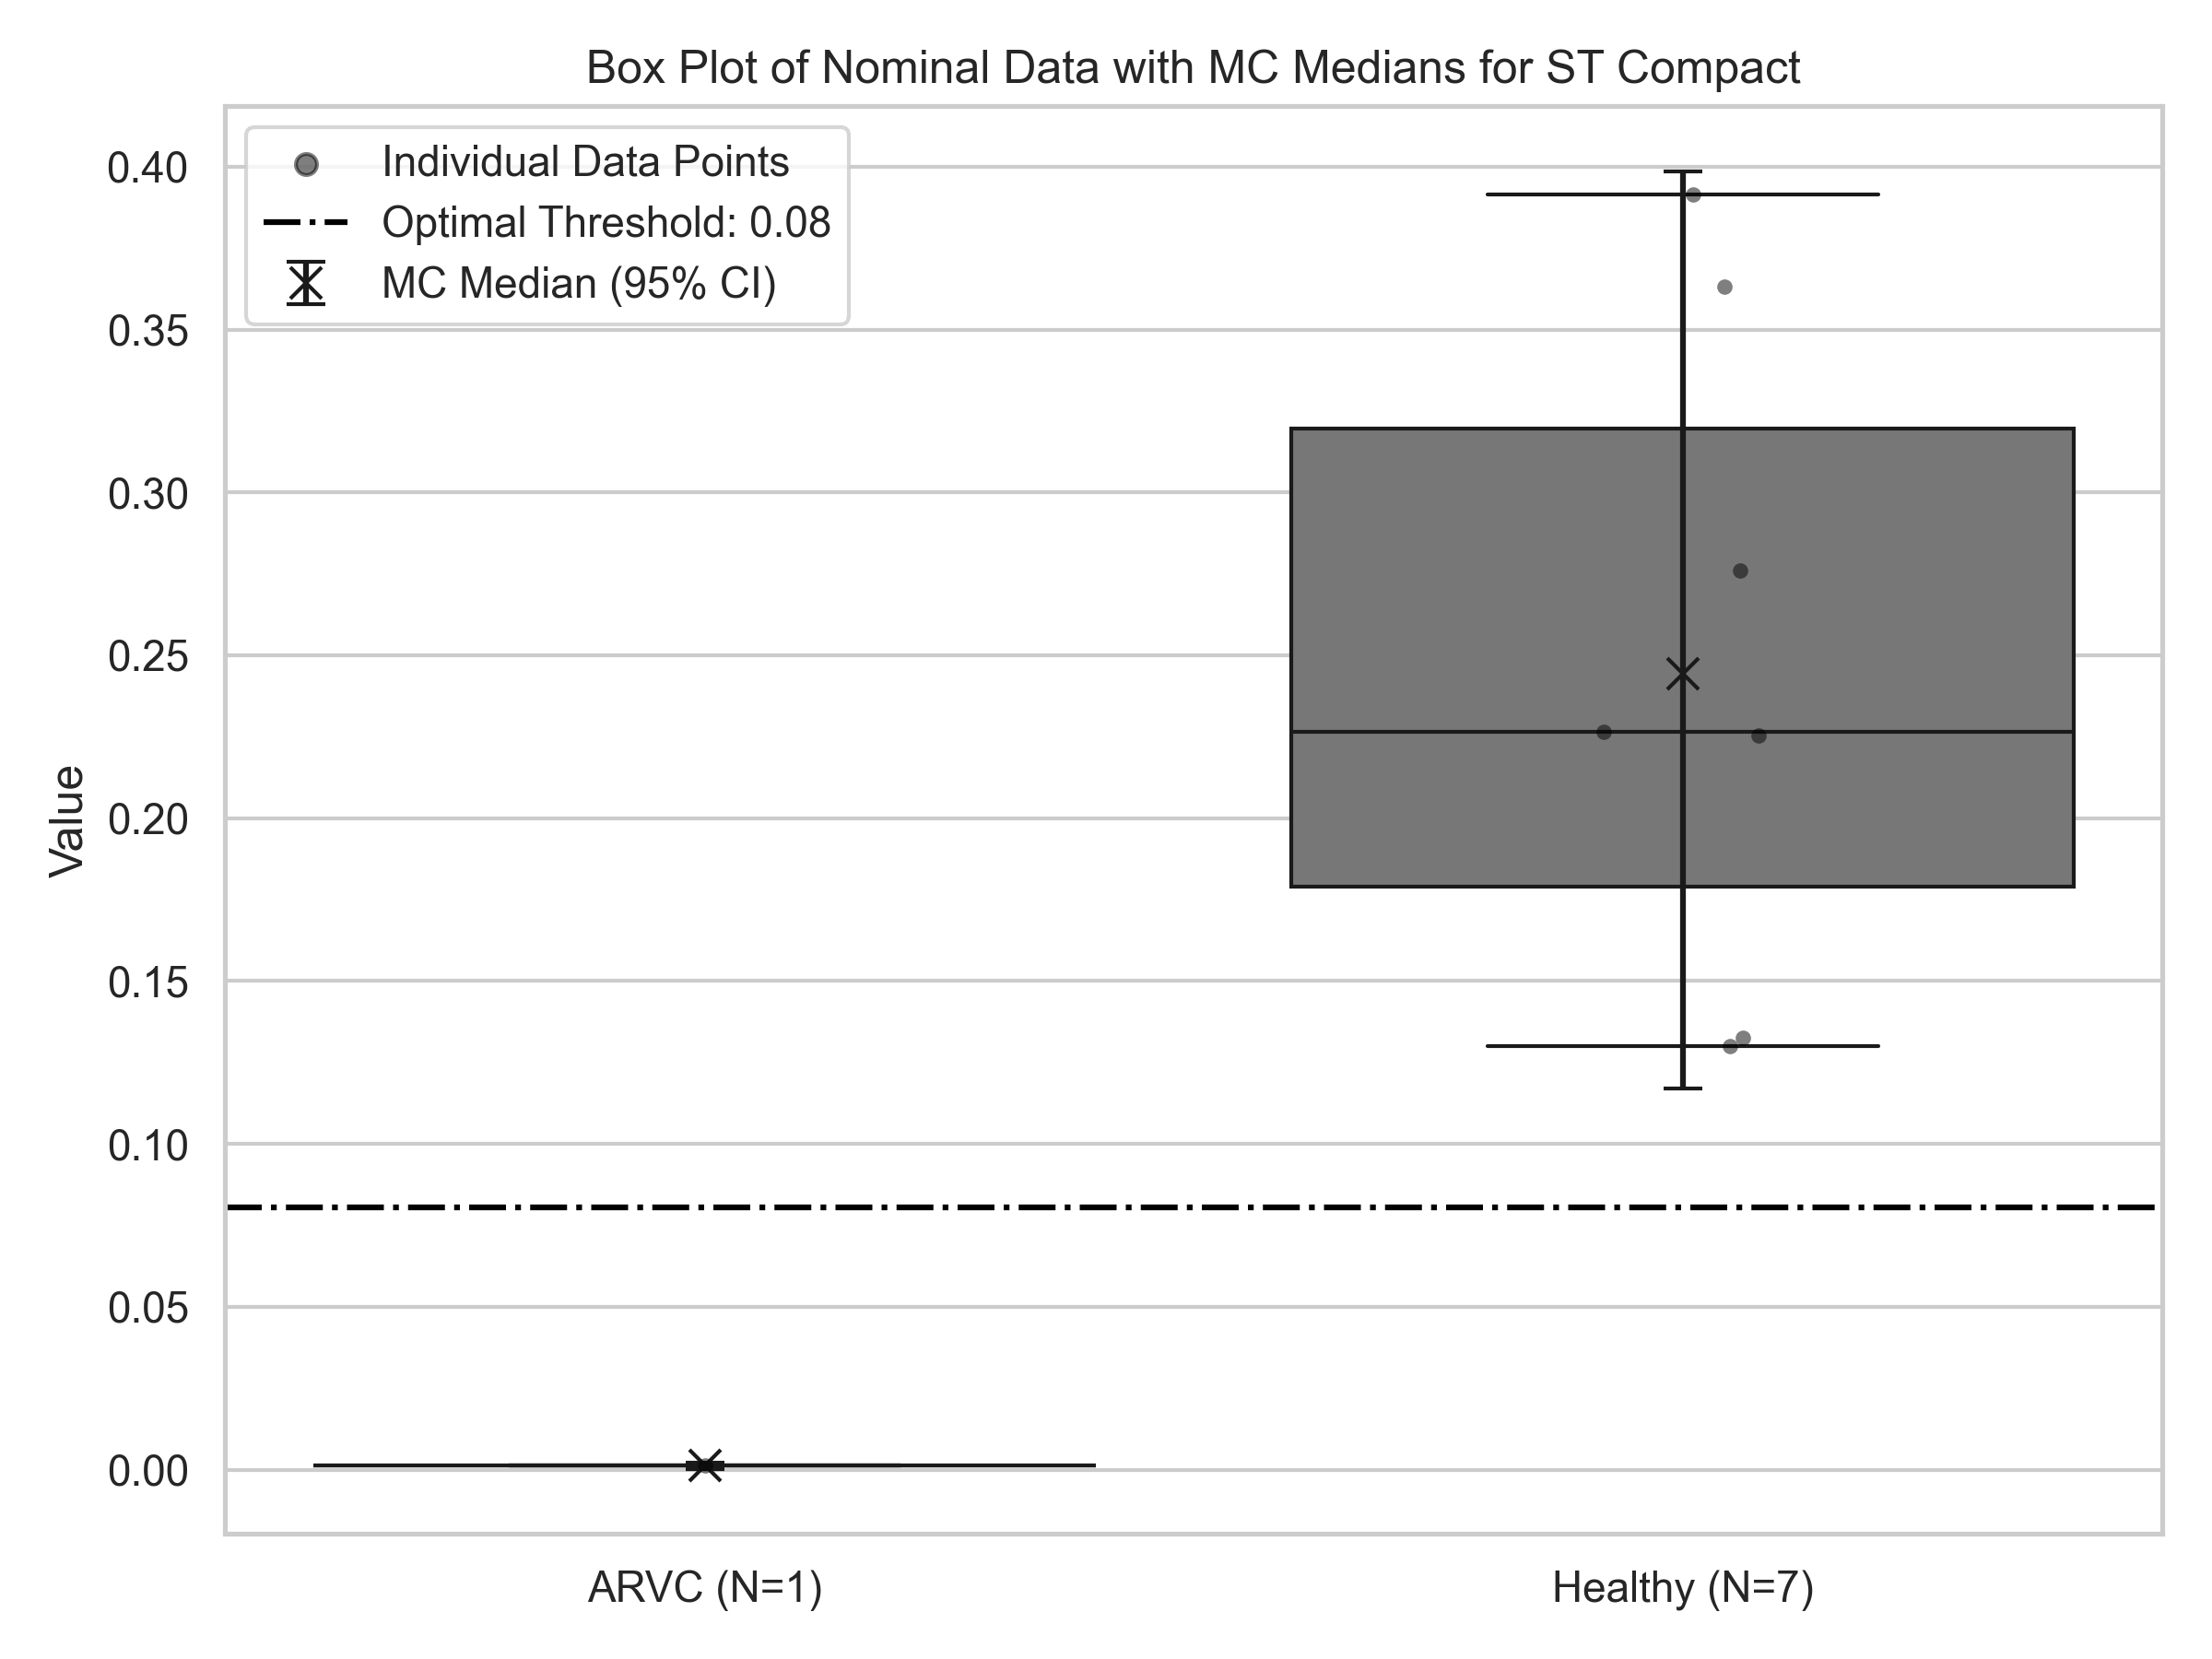 Box Plot of Nominal Data with MC Medians for ST Compact
Individual Data Points
Optimal Threshold: 0.08
MC Median (95% CI)
Value
0.40
0.35
0.30
0.25
0.20
0.15
0.10
0.05
0.00
ARVC (N=1)
Healthy (N=7)